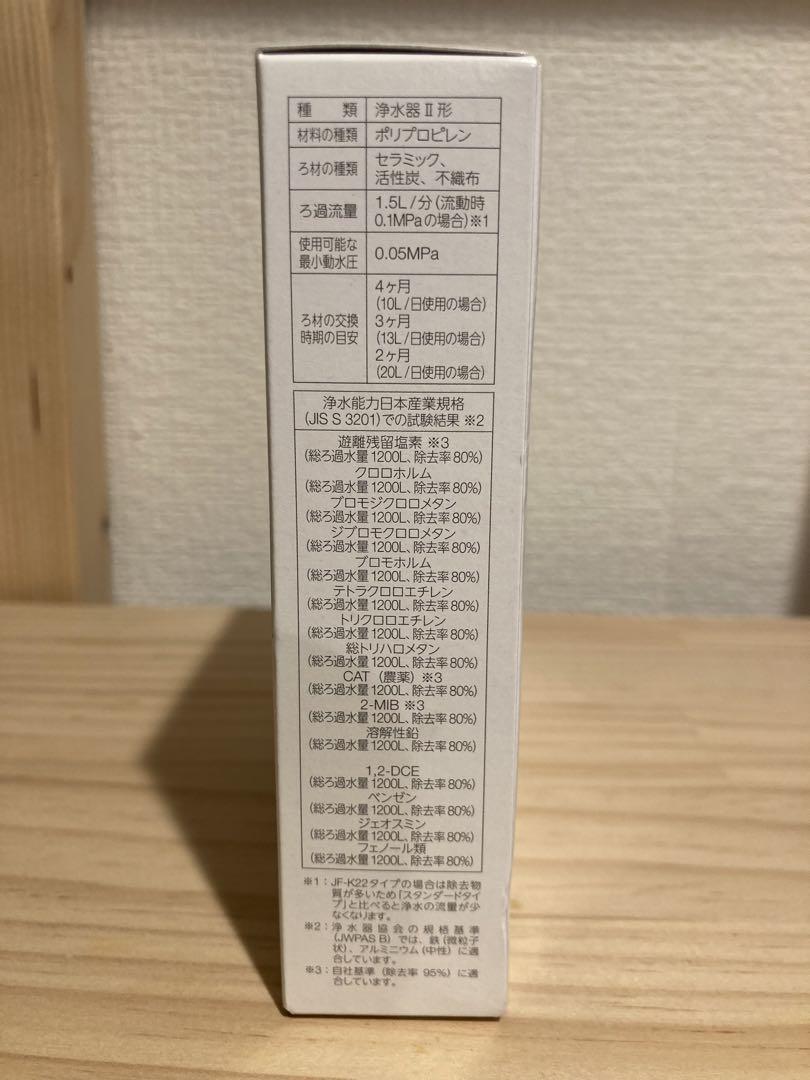 種　類　浄水器Ⅱ形
材料の種類　ポリプロピレン
ろ材の種類　セラミック、
活性炭、不織布
ろ過流量　1.5L/分(流動時
0.1MPaの場合)※1
使用可能な
最小動水圧　0.05MPa
ろ材の交換
時期の目安
4ヶ月
(10L/日使用の場合)
3ヶ月
(13L/日使用の場合)
2ヶ月
(20L/日使用の場合)
浄水能力日本産業規格
(JIS S 3201)での試験結果 ※2
遊離残留塩素 ※3
(総ろ過水量1200L、除去率80%)
クロロホルム
(総ろ過水量1200L、除去率80%)
ブロモジクロロメタン
(総ろ過水量1200L、除去率80%)
ジブロモクロロメタン
(総ろ過水量1200L、除去率80%)
ブロモホルム
(総ろ過水量1200L、除去率80%)
テトラクロロエチレン
(総ろ過水量1200L、除去率80%)
トリクロロエチレン
(総ろ過水量1200L、除去率80%)
総トリハロメタン
(総ろ過水量1200L、除去率80%)
CAT (農薬) ※3
(総ろ過水量1200L、除去率80%)
2-MIB ※3
(総ろ過水量1200L、除去率80%)
溶解性鉛
(総ろ過水量1200L、除去率80%)
1,2-DCE
(総ろ過水量1200L、除去率80%)
ベンゼン
(総ろ過水量1200L、除去率80%)
ジェオスミン
(総ろ過水量1200L、除去率80%)
フェノール類
(総ろ過水量1200L、除去率80%)
※1：JF-K22タイプの場合は除去物
質が多いため「スタンダードタイ
プ」と比べると浄水の流量が少
なくなります。
※2：浄水器協会の規格基準
(JWPAS B)では、鉄(微粒子
状)、アルミニウム(中性)に適
合しています。
※3：自社基準(除去率 95%)に適
合しています。